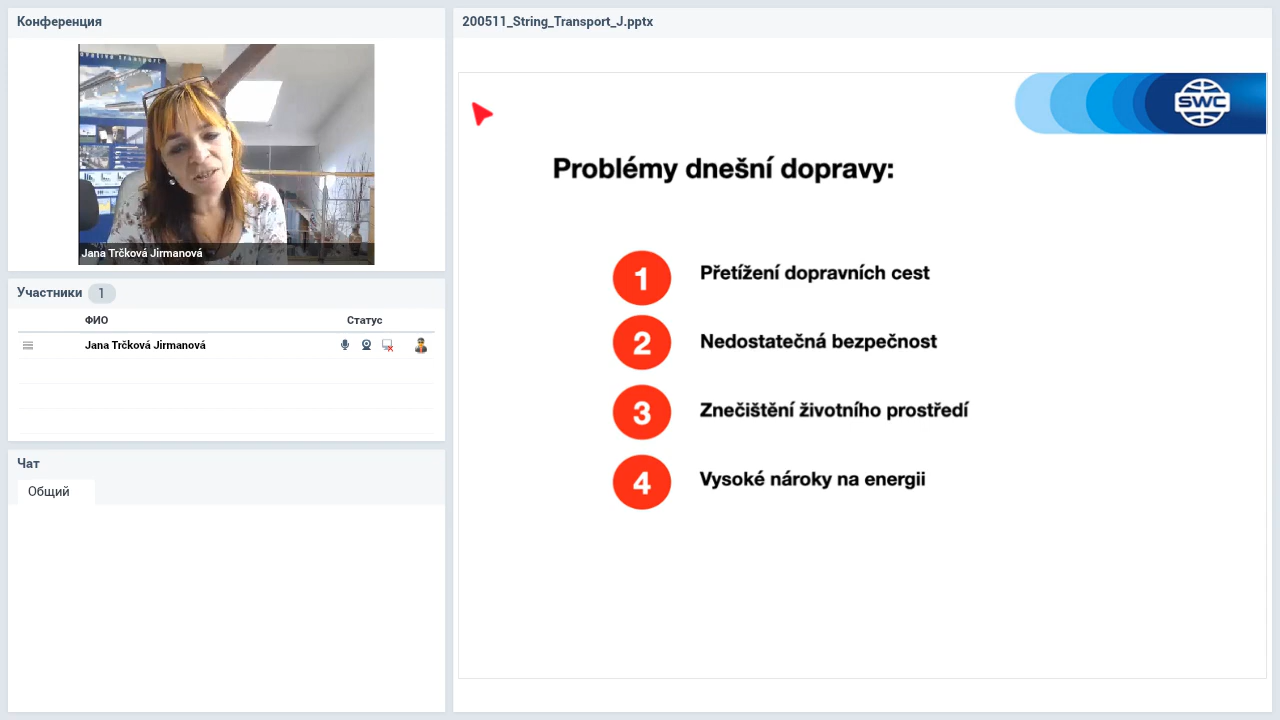 Конференция
Jana Trčková Jirmanová
Участники 1
ФИО Статус
Jana Trčková Jirmanová
Чат
Общий
200511_String_Transport_J.pptx
SWC
Problémy dnešní dopravy:
1 Přetížení dopravních cest
2 Nedostatečná bezpečnost
3 Znečištění životního prostředí
4 Vysoké nároky na energii